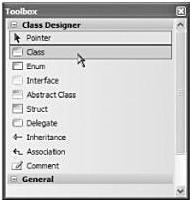 Toolbox
Class Designer
Pointer
Class
Enum
Interface
Abstract Class
Struct
Delegate
Inheritance
Association
Comment
General